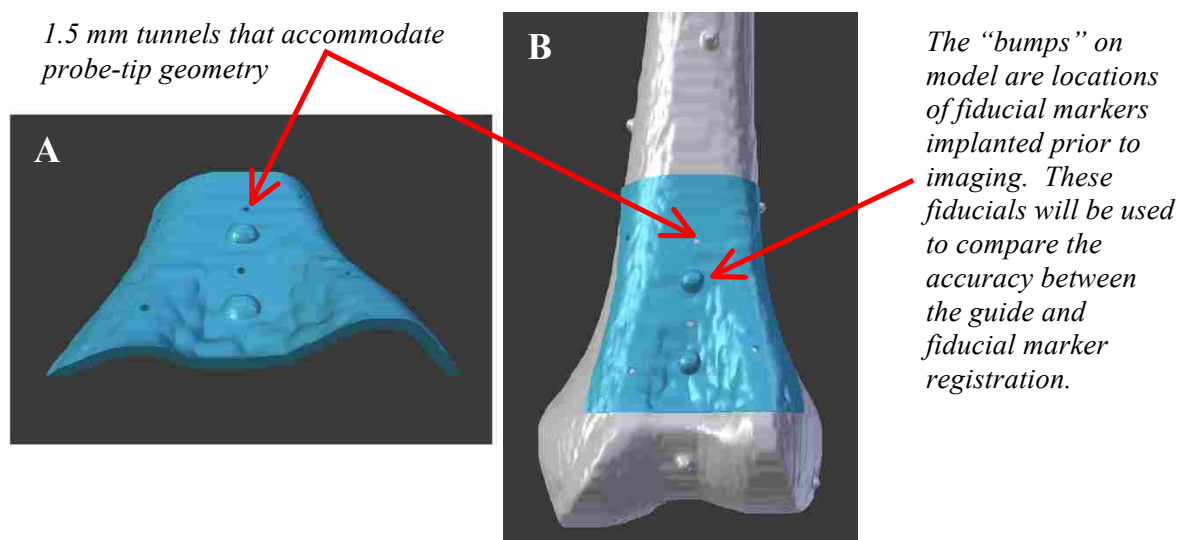 1.5 mm tunnels that accommodate
probe-tip geometry
A
B
The “bumps” on
model are locations
of fiducial markers
implanted prior to
imaging. These
fiducials will be used
to compare the
accuracy between
the guide and
fiducial marker
registration.